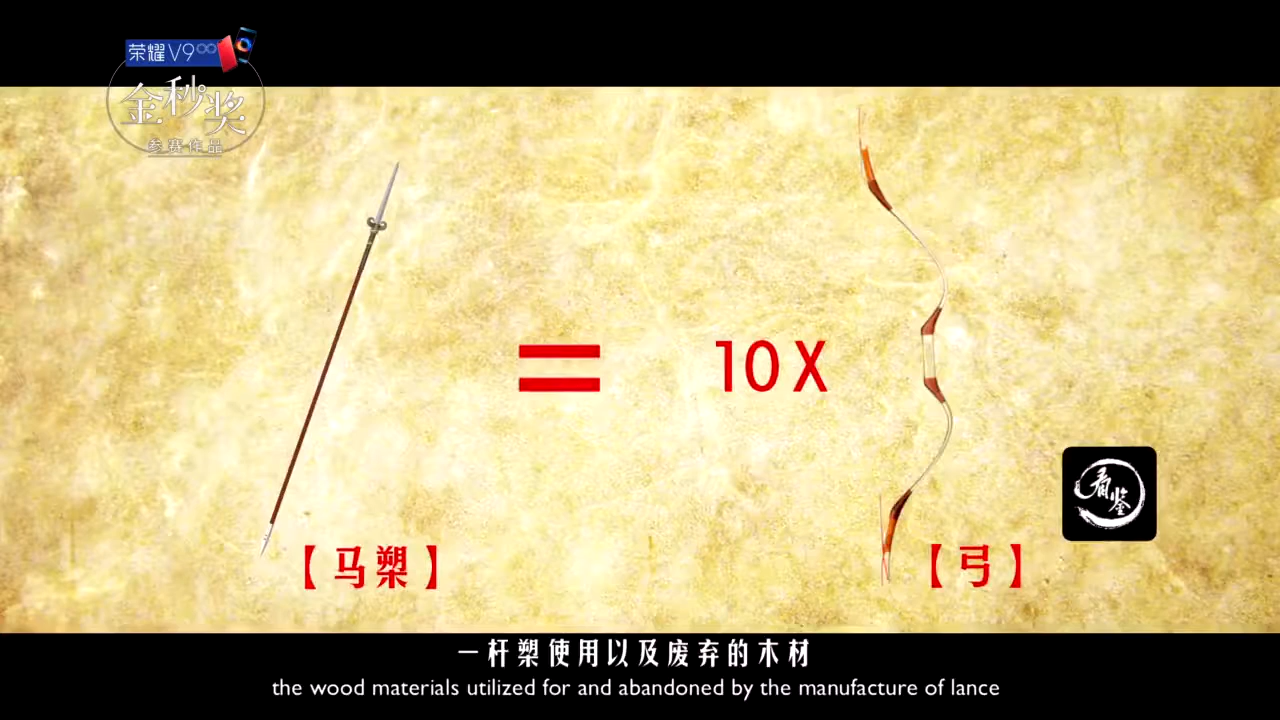 荣耀V9
金秒奖
参赛作品
= 10X
【马槊】
【弓】
看鉴
一杆槊使用以及废弃的木材
the wood materials utilized for and abandoned by the manufacture of lance